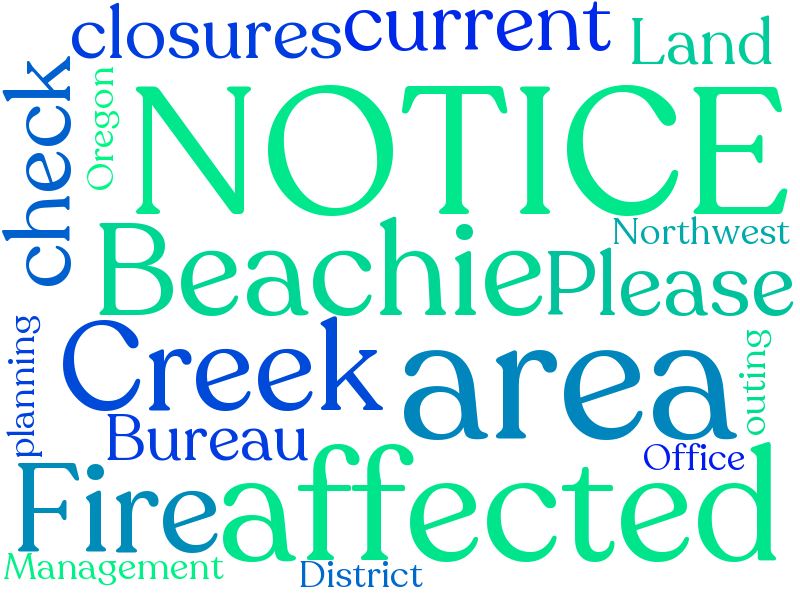 closures current Land
check Oregon NOTICE
Northwest
Beachie Please
planning Creek area outing
Bureau Office
Fire affected
Management District